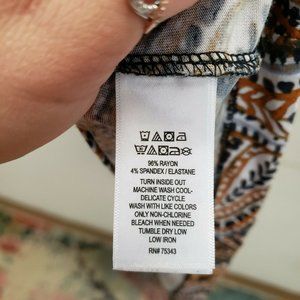 96% RAYON
4% SPANDEX / ELASTANE
TURN INSIDE OUT
MACHINE WASH COOL-
DELICATE CYCLE
WASH WITH LIKE COLORS
ONLY NON-CHLORINE
BLEACH WHEN NEEDED
TUMBLE DRY LOW
LOW IRON
RN# 75343